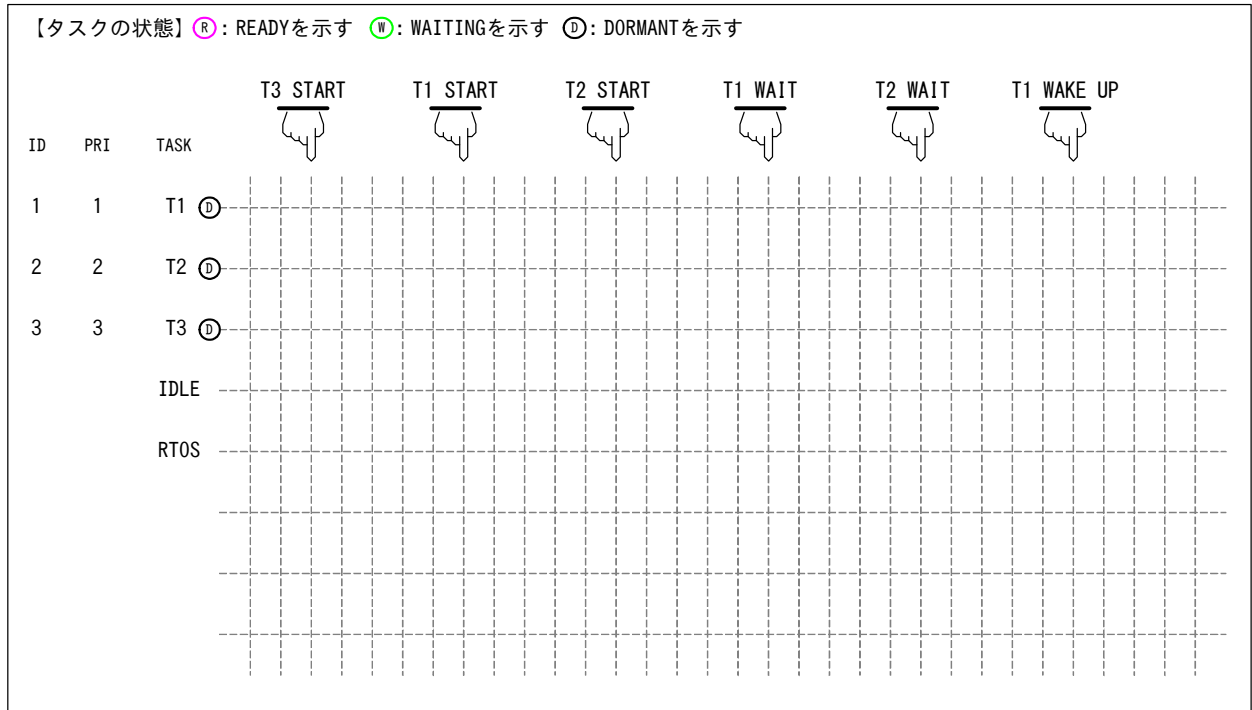 【タスクの状態】Ⓡ: READYを示す Ⓦ: WAITINGを示す Ⓓ: DORMANTを示す
T3 START T1 START T2 START T1 WAIT T2 WAIT T1 WAKE UP
ID PRI TASK
1 1 T1 Ⓓ
2 2 T2 Ⓓ
3 3 T3 Ⓓ
IDLE
RTOS